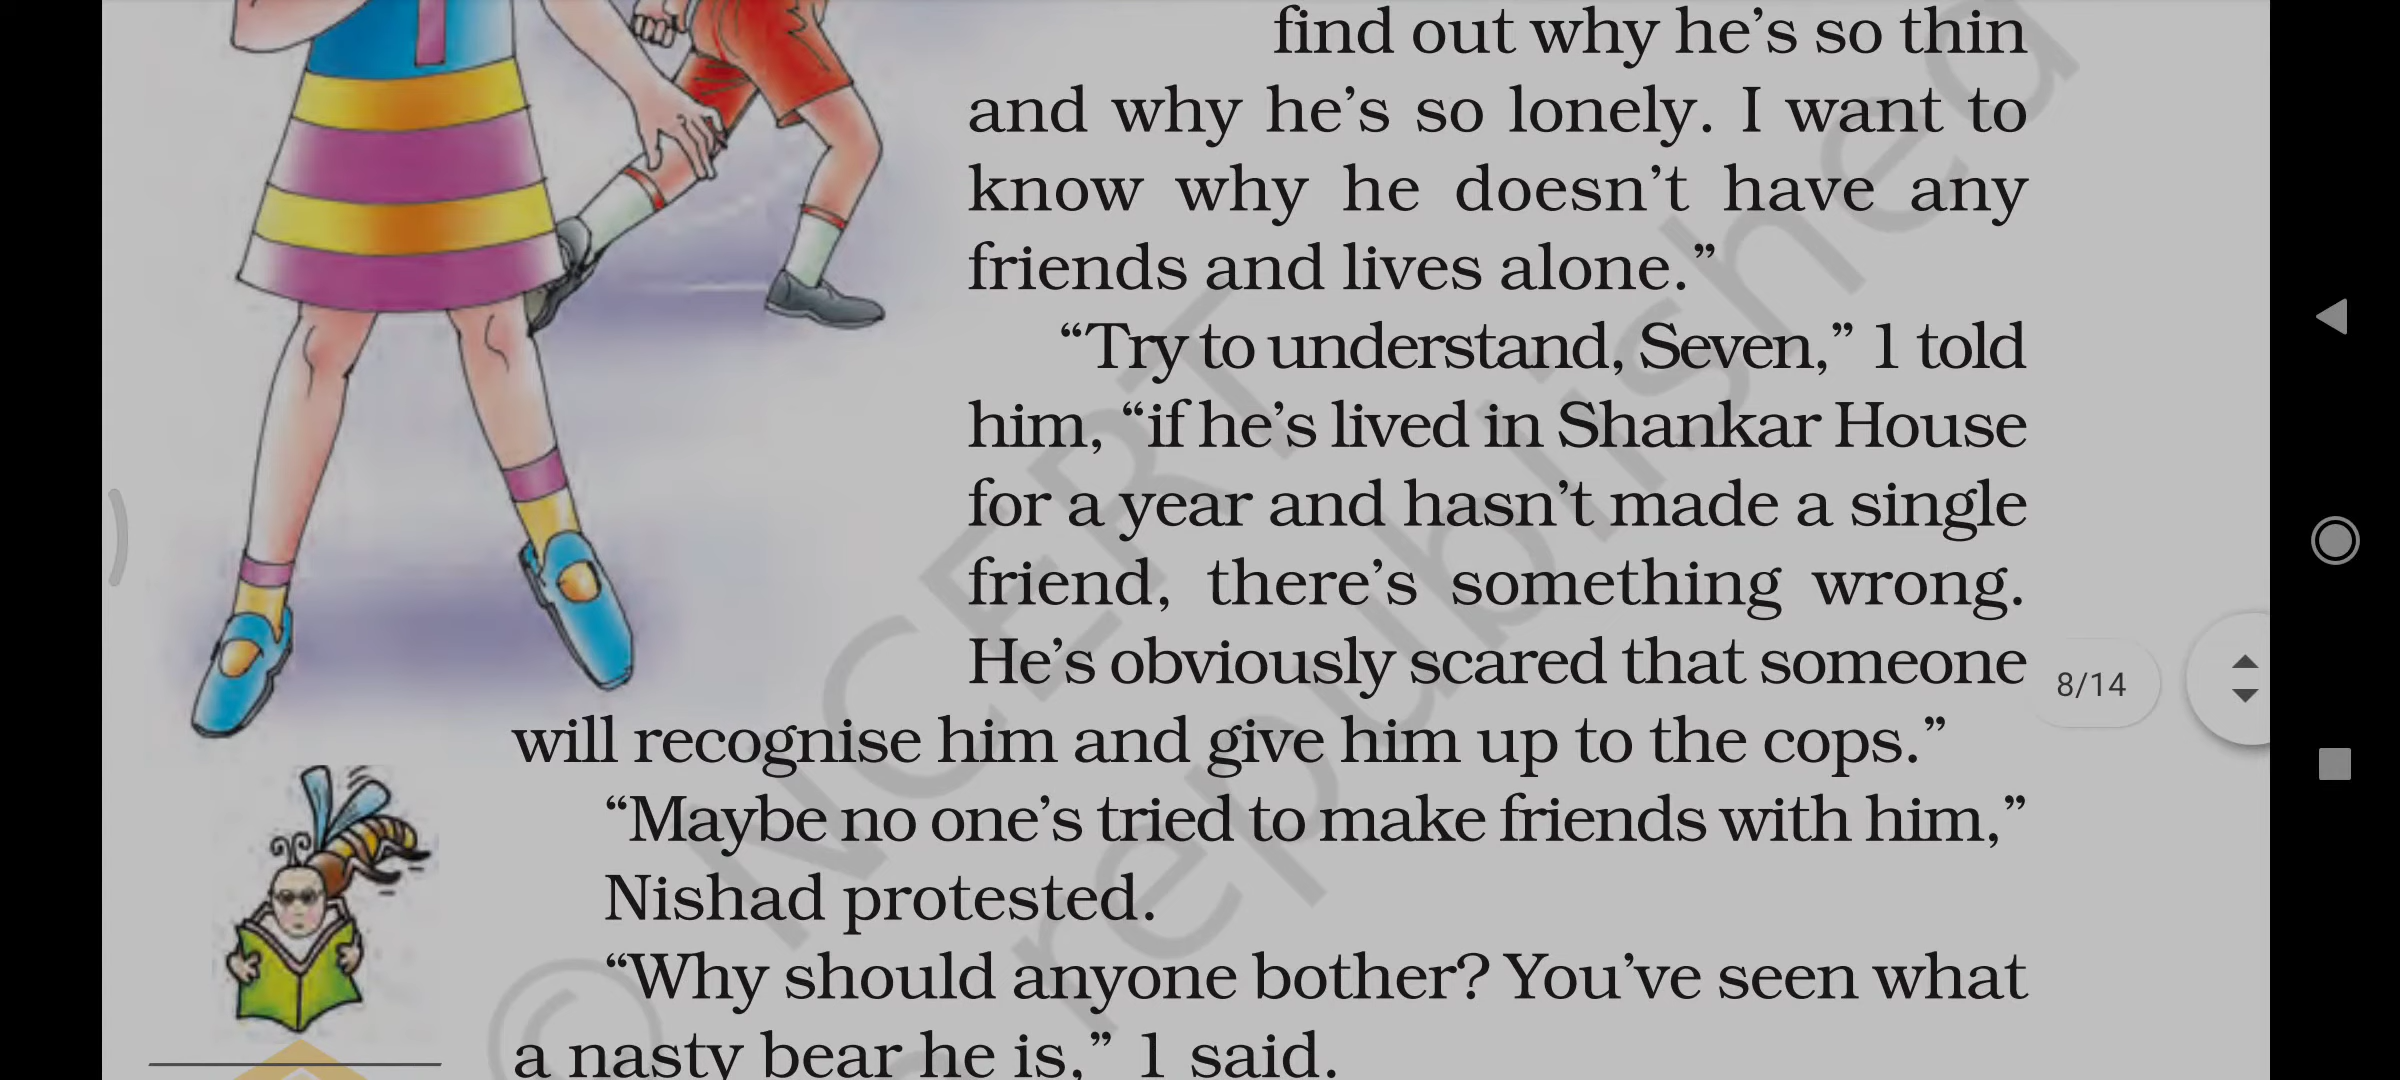 find out why he’s so thin
and why he’s so lonely. I want to
know why he doesn’t have any
friends and lives alone.”
“Try to understand, Seven,” 1 told
him, “if he’s lived in Shankar House
for a year and hasn’t made a single
friend, there’s something wrong.
He’s obviously scared that someone
will recognise him and give him up to the cops.”
“Maybe no one’s tried to make friends with him,”
Nishad protested.
“Why should anyone bother? You’ve seen what
a nasty bear he is,” 1 said.
8/14
© NCERT
republished